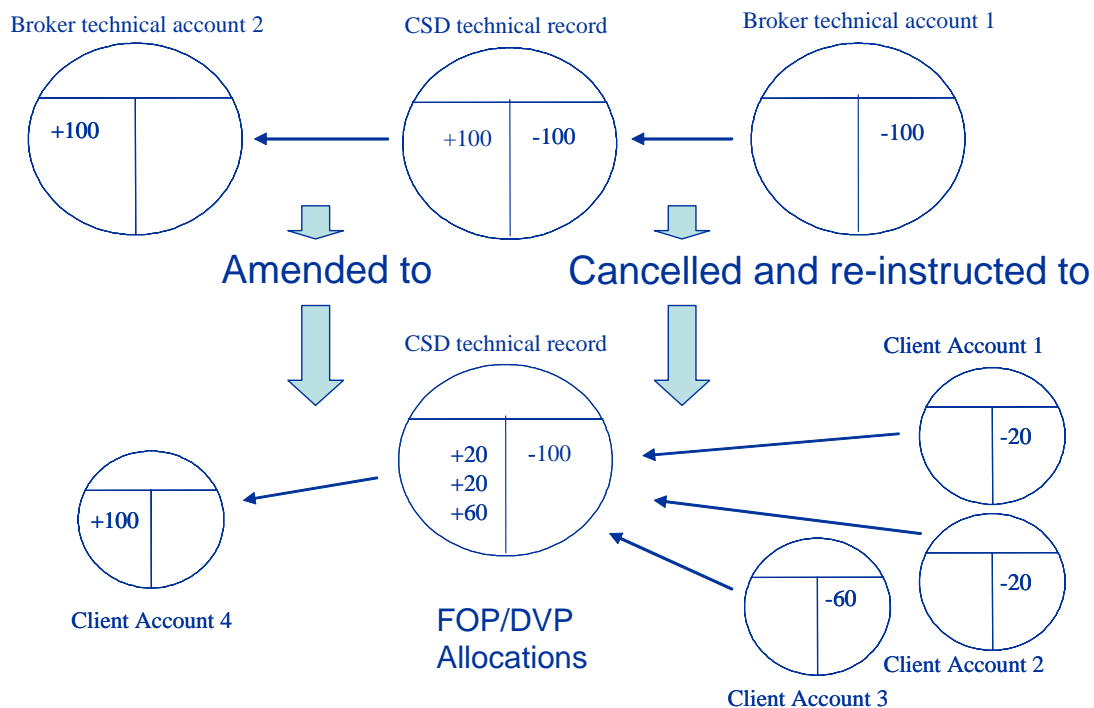 Broker technical account 2
CSD technical record
Broker technical account 1
+100
+100
-100
-100
Amended to
Cancelled and re-instructed to
CSD technical record
Client Account 1
-20
+20
-100
+20
+60
+100
-20
-60
Client Account 4
FOP/DVP
Allocations
Client Account 2
Client Account 3